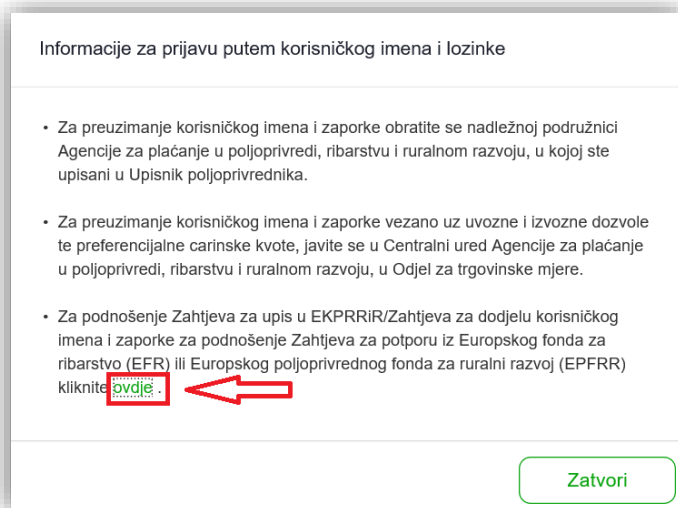 Informacije za prijavu putem korisničkog imena i lozinke
• Za preuzimanje korisničkog imena i zaporke obratite se nadležnoj podružnici
Agencije za plaćanje u poljoprivredi, ribarstvu i ruralnom razvoju, u kojoj ste
upisani u Upisnik poljoprivrednika.
• Za preuzimanje korisničkog imena i zaporke vezano uz uvozne i izvozne dozvole
te preferencijalne carinske kvote, javite se u Centralni ured Agencije za plaćanje
u poljoprivredi, ribarstvu i ruralnom razvoju, u Odjel za trgovinske mjere.
• Za podnošenje Zahtjeva za upis u EKPRRiR/Zahtjeva za dodjelu korisničkog
imena i zaporke za podnošenje Zahtjeva za potporu iz Europskog fonda za
ribarstvo (EFR) ili Europskog poljoprivrednog fonda za ruralni razvoj (EPFRR)
kliknite ovdje .
Zatvori